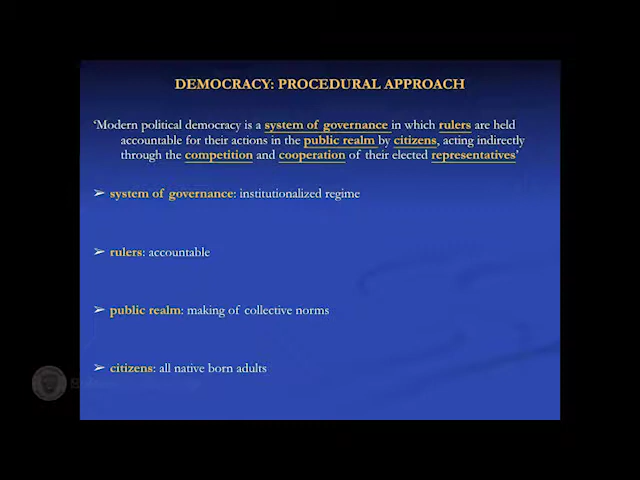 DEMOCRACY: PROCEDURAL APPROACH
'Modern political democracy is a system of governance in which rulers are held
accountable for their actions in the public realm by citizens, acting indirectly
through the competition and cooperation of their elected representatives'
➢ system of governance: institutionalized regime
➢ rulers: accountable
➢ public realm: making of collective norms
➢ citizens: all native born adults